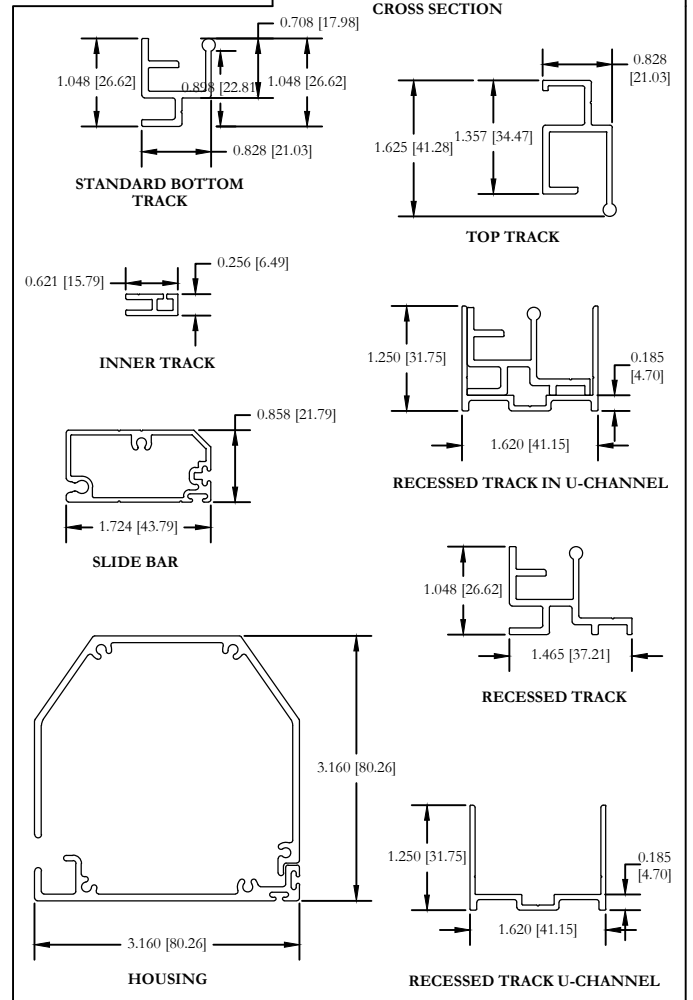 CROSS SECTION
0.708 [17.98]
1.048 [26.62]
0.898 [22.81
1.048 [26.62]
0.828 [21.03]
STANDARD BOTTOM
TRACK
0.828
[21.03]
1.625 [41.28]
1.357 [34.47]
TOP TRACK
0.621 [15.79]
0.256 [6.49]
INNER TRACK
1.250 [31.75]
0.185
[4.70]
1.620 [41.15]
RECESSED TRACK IN U-CHANNEL
0.858 [21.79]
1.724 [43.79]
SLIDE BAR
1.048 [26.62]
1.465 [37.21]
RECESSED TRACK
3.160 [80.26]
3.160 [80.26]
HOUSING
1.250 [31.75]
0.185
[4.70]
1.620 [41.15]
RECESSED TRACK U-CHANNEL